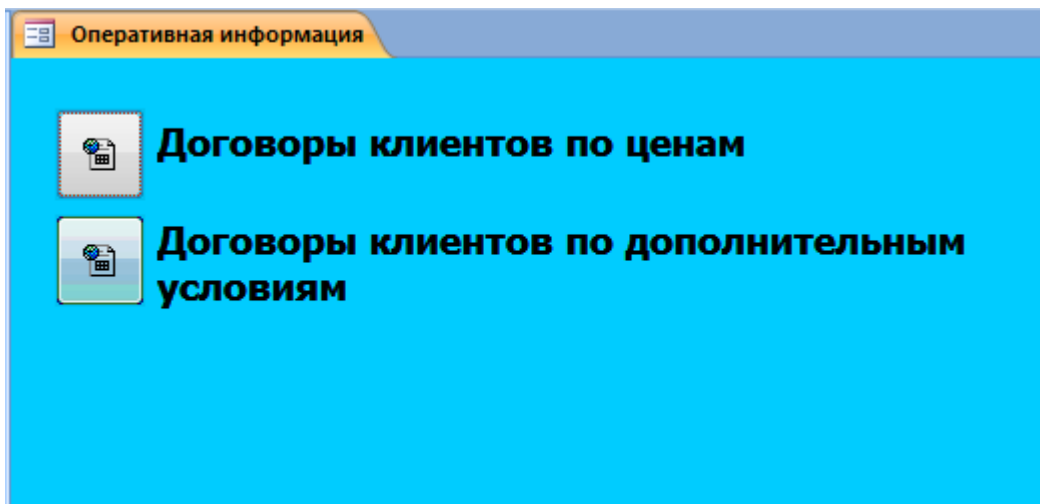 Оперативная информация
Договоры клиентов по ценам
Договоры клиентов по дополнительным
условиям